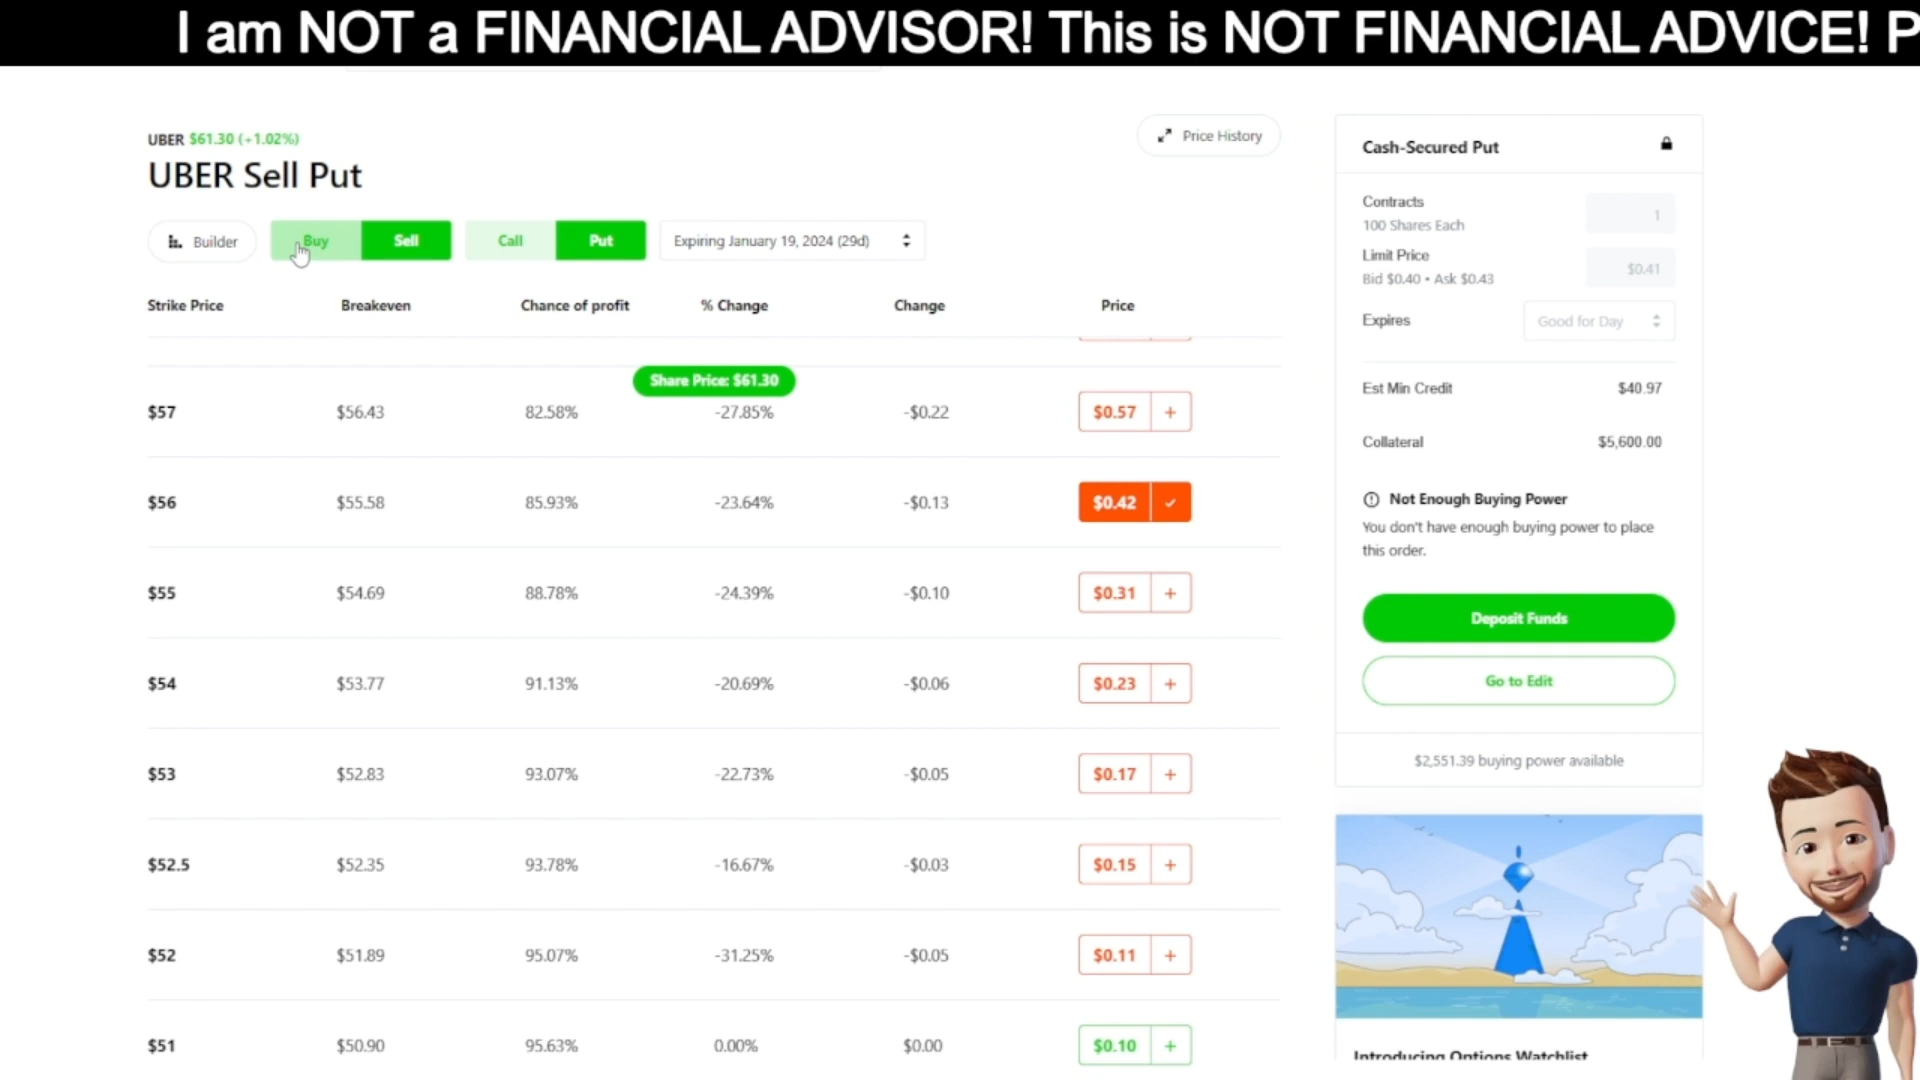 I am NOT a FINANCIAL ADVISOR! This is NOT FINANCIAL ADVICE! P
UBER $61.30 (+1.02%)
UBER Sell Put
Price History
Builder
Buy
Sell
Call
Put
Expiring January 19, 2024 (29d)
Strike Price Breakeven Chance of profit % Change Change Price
Share Price: $61.30
$57 $56.43 82.58% -27.85% -$0.22 $0.57 +
$56 $55.58 85.93% -23.64% -$0.13 $0.42
$55 $54.69 88.78% -24.39% -$0.10 $0.31 +
$54 $53.77 91.13% -20.69% -$0.06 $0.23 +
$53 $52.83 93.07% -22.73% -$0.05 $0.17 +
$52.5 $52.35 93.78% -16.67% -$0.03 $0.15 +
$52 $51.89 95.07% -31.25% -$0.05 $0.11 +
$51 $50.90 95.63% 0.00% $0.00 $0.10 +
Cash-Secured Put
Contracts 1
100 Shares Each
Limit Price $0.41
Bid $0.40 • Ask $0.43
Expires Good for Day
Est Min Credit $40.97
Collateral $5,600.00
Not Enough Buying Power
You don't have enough buying power to place
this order.
Deposit Funds
Go to Edit
$2,551.39 buying power available
Introducing Options Watchlist